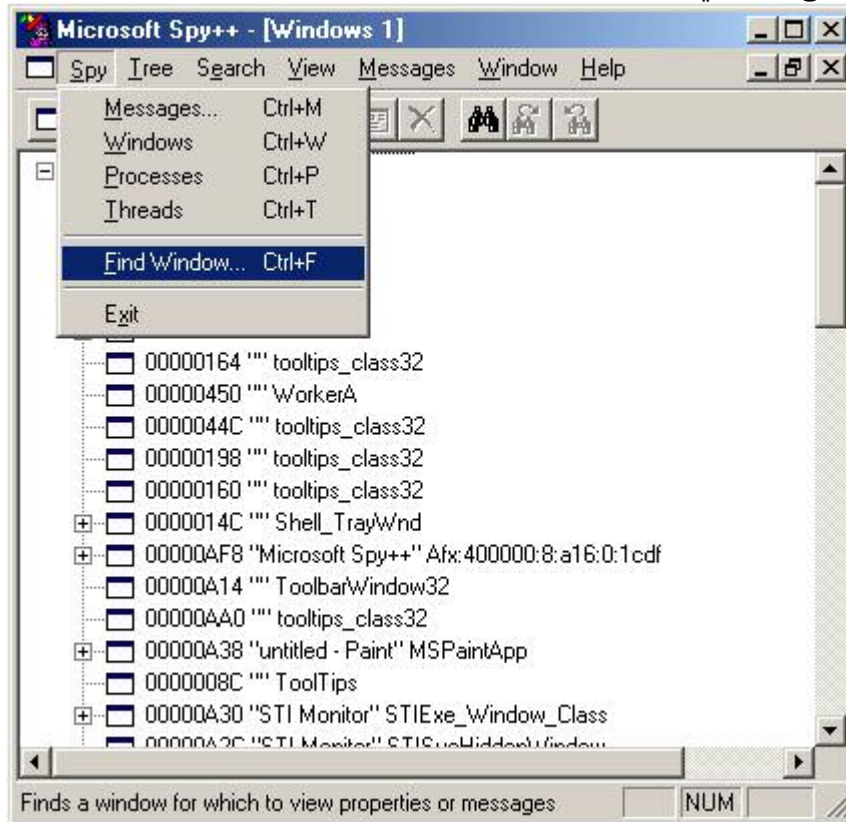 Microsoft Spy++ - [Windows 1]
Spy Tree Search View Messages Window Help
Messages... Ctrl+M
Windows Ctrl+W
Processes Ctrl+P
Threads Ctrl+T
Find Window... Ctrl+F
Exit
00000164 "" tooltips_class32
00000450 "" WorkerA
0000044C "" tooltips_class32
00000198 "" tooltips_class32
00000160 "" tooltips_class32
0000014C "" Shell_TrayWnd
00000AF8 "Microsoft Spy++" Afx:400000:8:a16:0:1cdf
00000A14 "" ToolbarWindow32
00000AA0 "" tooltips_class32
00000A38 "untitled - Paint" MSPaintApp
0000008C "" ToolTips
00000A30 "STI Monitor" STIExe_Window_Class
00000A2C "STI Monitor"
Finds a window for which to view properties or messages NUM